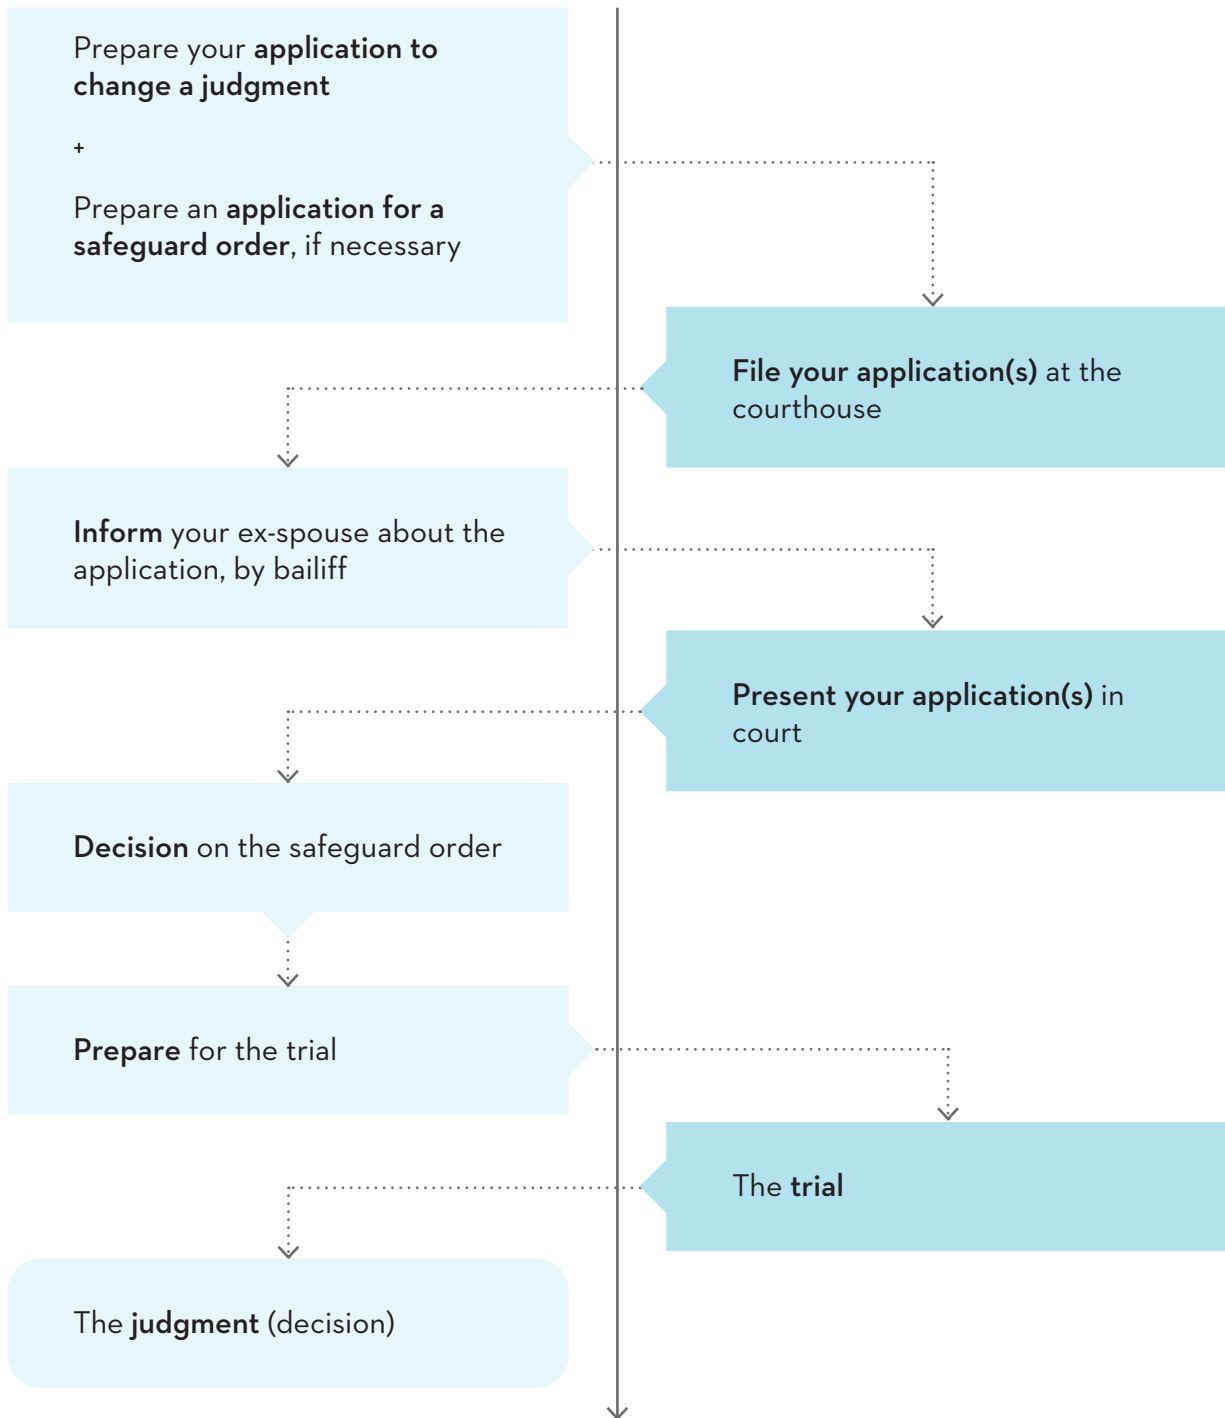 Prepare your application to
change a judgment
+
Prepare an application for a
safeguard order, if necessary
File your application(s) at the
courthouse
Inform your ex-spouse about the
application, by bailiff
Present your application(s) in
court
Decision on the safeguard order
Prepare for the trial
The trial
The judgment (decision)